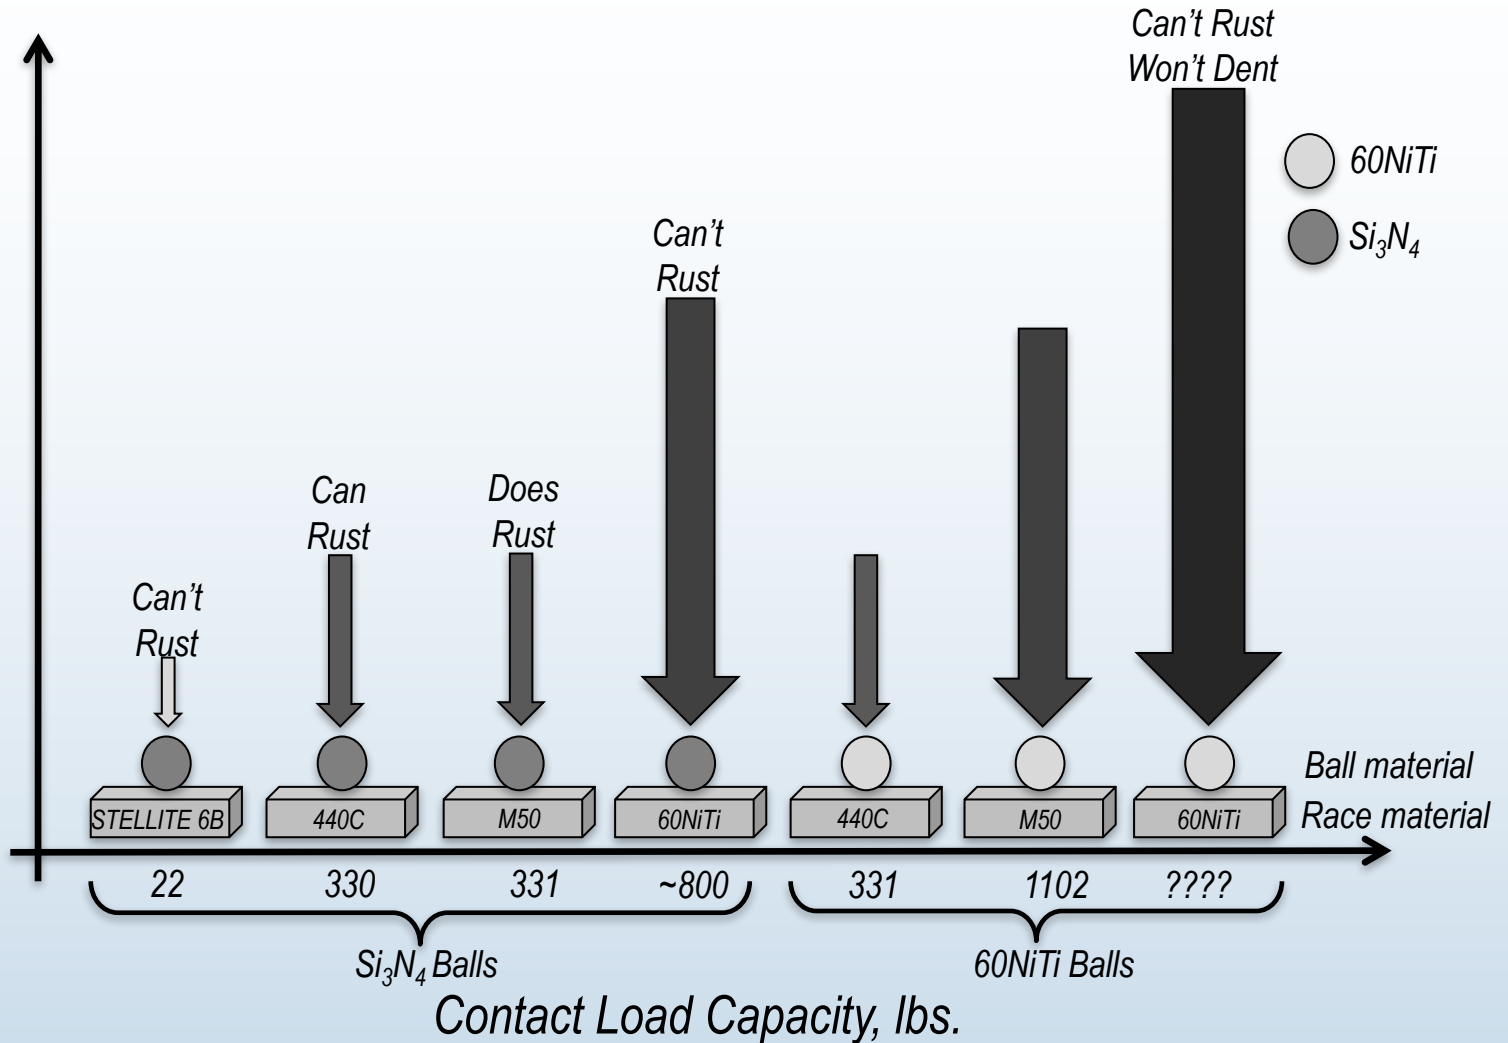 Can’t Rust
Won’t Dent
60NiTi
Si₃N₄
Can’t
Rust
Can
Rust
Does
Rust
Can’t
Rust
Ball material
STELLITE 6B
440C
M50
60NiTi
440C
M50
60NiTi
Race material
22
330
331
~800
331
1102
????
Si₃N₄ Balls
60NiTi Balls
Contact Load Capacity, lbs.